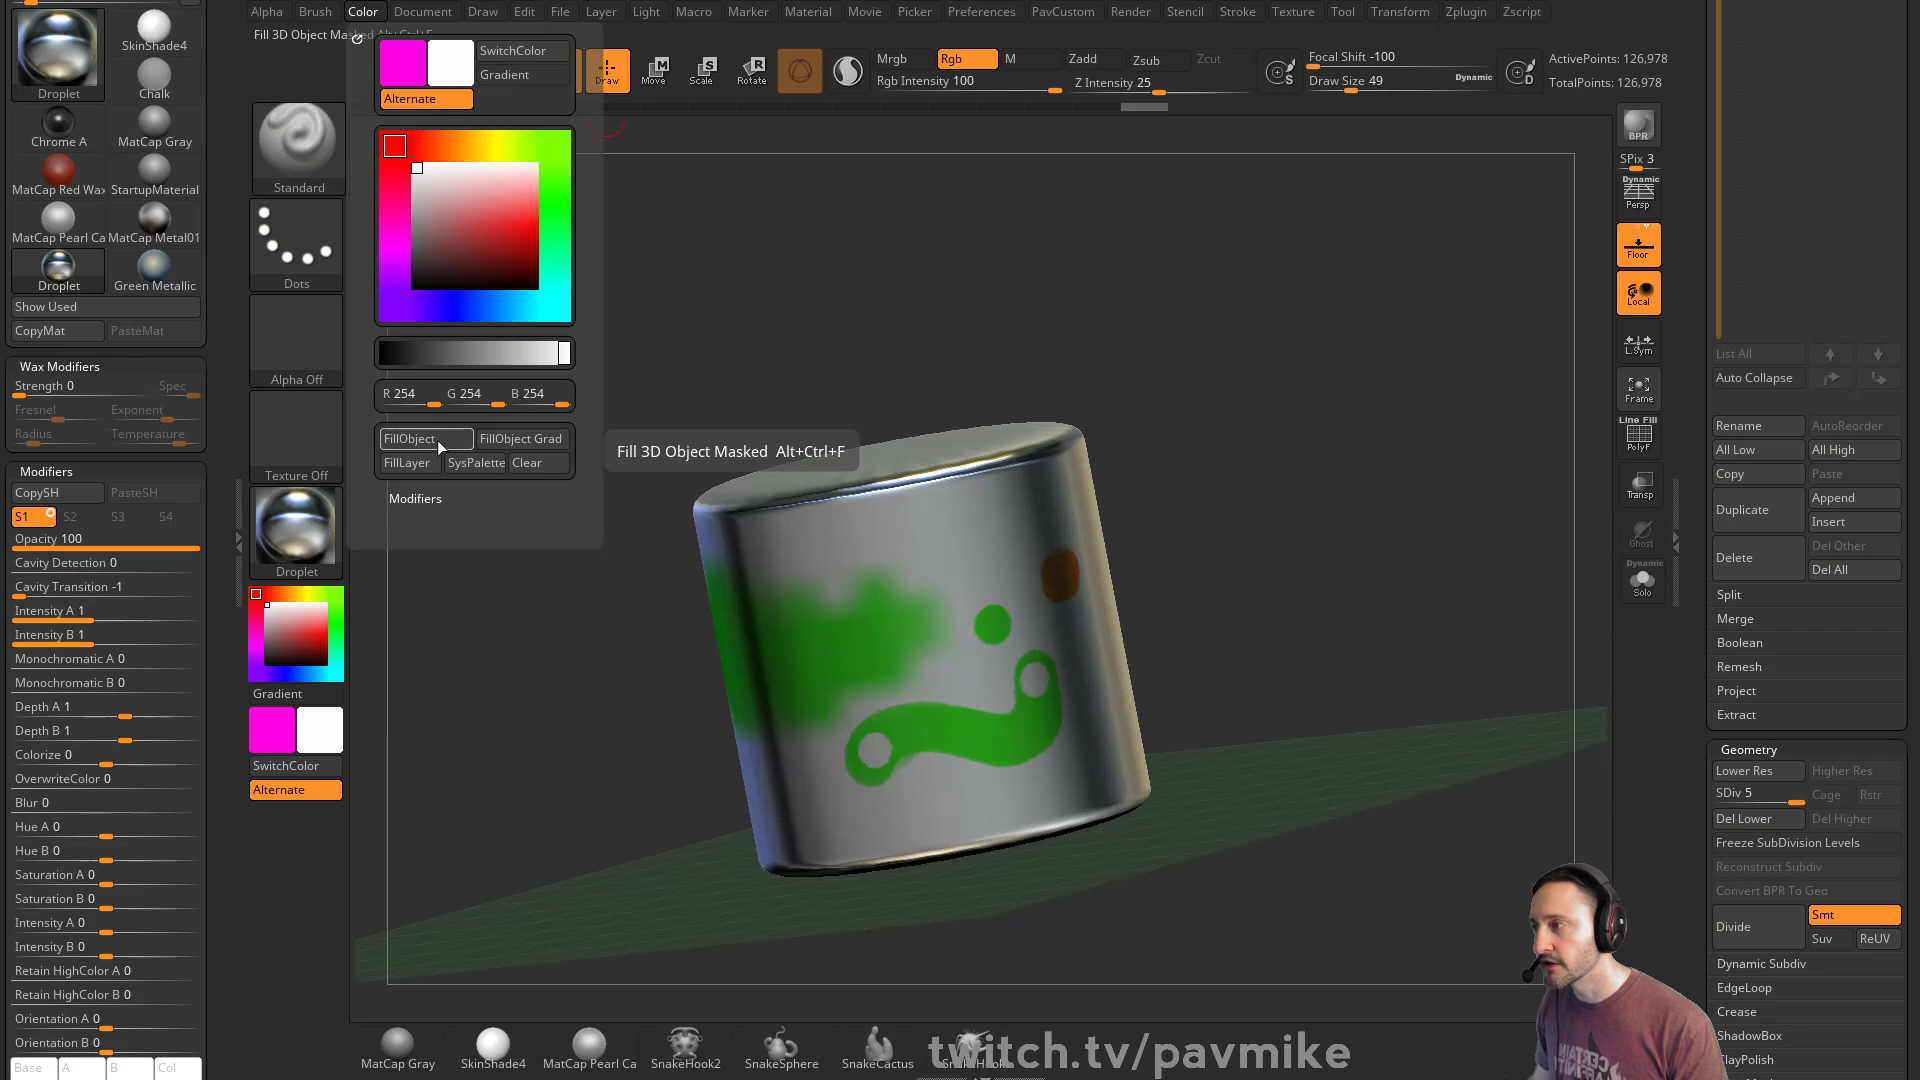 Alpha Brush Color Document Draw Edit File Layer Light Macro Marker Material Movie Picker Preferences PavCustom Render Stencil Stroke Texture Tool Transform Zplugin Zscript
Fill 3D Object Masked Alt+Ctrl+F
Droplet
SkinShade4
Chalk
Chrome A
MatCap Gray
MatCap Red Wax
StartupMaterial
MatCap Pearl Ca
MatCap Metal01
Droplet
Green Metallic
Show Used
CopyMat PasteMat
Wax Modifiers
Strength 0 Spec
Fresnel Exponent
Radius Temperature
Modifiers
CopySH PasteSH
S1 S2 S3 S4
Opacity 100
Cavity Detection 0
Cavity Transition -1
Intensity A 1
Intensity B 1
Monochromatic A 0
Monochromatic B 0
Depth A 1
Depth B 1
Colorize 0
OverwriteColor 0
Blur 0
Hue A 0
Hue B 0
Saturation A 0
Saturation B 0
Intensity A 0
Intensity B 0
Retain HighColor A 0
Retain HighColor B 0
Orientation A 0
Orientation B 0
Base A B Col
Standard
Dots
Alpha Off
Texture Off
Droplet
Gradient
SwitchColor
Alternate
SwitchColor
Gradient
Alternate
R 254 G 254 B 254
FillObject FillObject Grad
FillLayer SysPalette Clear
Modifiers
Fill 3D Object Masked Alt+Ctrl+F
Draw Move Scale Rotate
Mrgb Rgb M Zadd Zsub Zcut
Rgb Intensity 100 Z Intensity 25
S
Focal Shift -100
Draw Size 49 Dynamic
D
ActivePoints: 126,978
TotalPoints: 126,978
BPR
SPix 3
Dynamic
Persp
Floor
Local
L.Sym
Frame
Line Fill
PolyF
Transp
Ghost
Dynamic
Solo
List All
Auto Collapse
Rename AutoReorder
All Low All High
Copy Paste
Duplicate Append
Insert
Delete Del Other
Del All
Split
Merge
Boolean
Remesh
Project
Extract
Geometry
Lower Res Higher Res
SDiv 5 Cage Rstr
Del Lower Del Higher
Freeze SubDivision Levels
Reconstruct Subdiv
Convert BPR To Geo
Divide Smt
Suv ReUV
Dynamic Subdiv
EdgeLoop
Crease
ShadowBox
ClayPolish
MatCap Gray SkinShade4 MatCap Pearl Ca SnakeHook2 SnakeSphere SnakeCactus
twitch.tv/pavmike